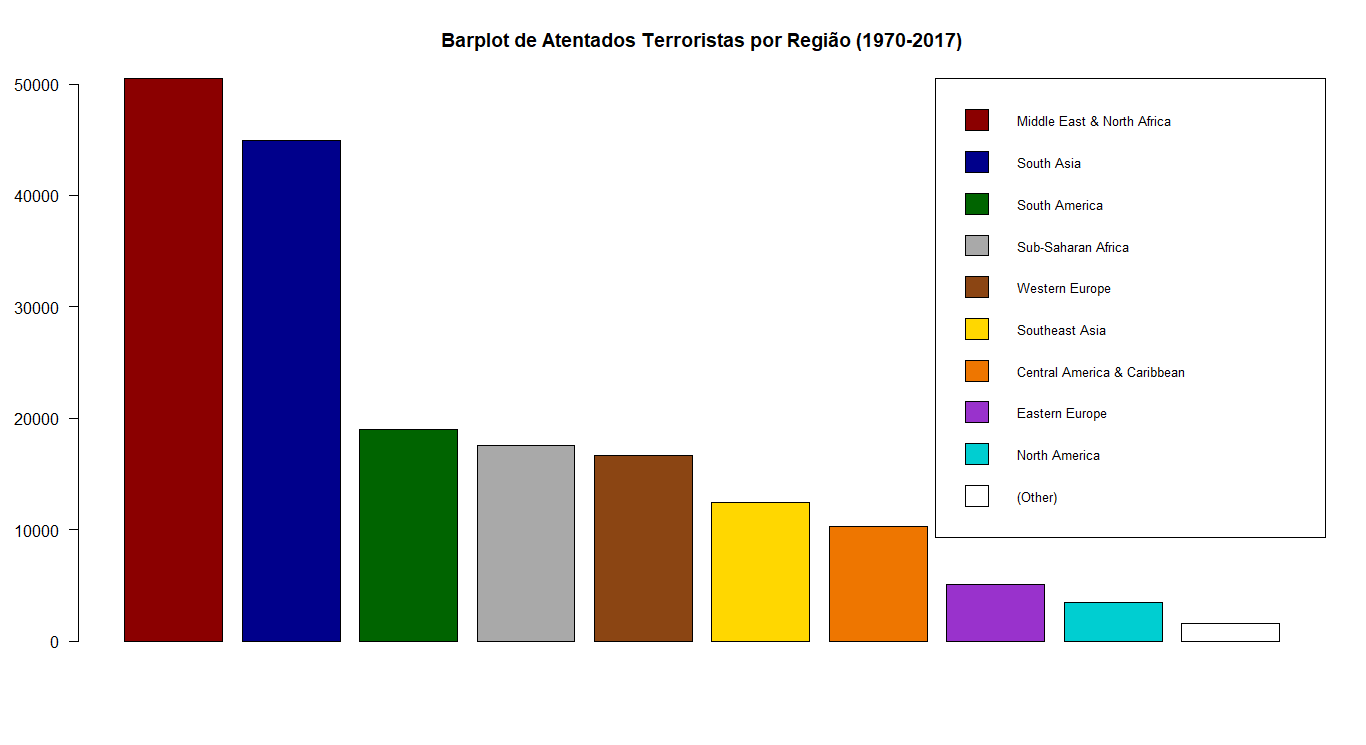 Barplot de Atentados Terroristas por Região (1970-2017)
50000
40000
30000
20000
10000
0
Middle East & North Africa
South Asia
South America
Sub-Saharan Africa
Western Europe
Southeast Asia
Central America & Caribbean
Eastern Europe
North America
(Other)